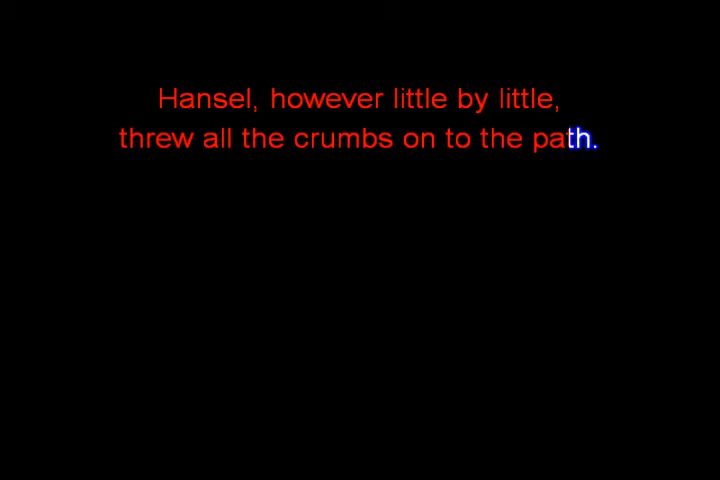 Hansel, however little by little,
threw all the crumbs on to the path.